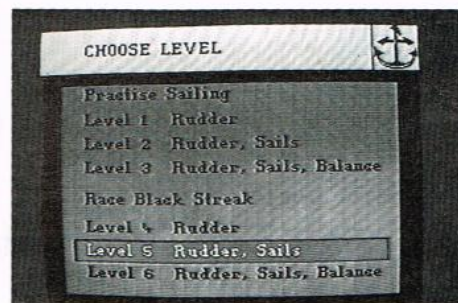 CHOOSE LEVEL
Practise Sailing
Level 1 Rudder
Level 2 Rudder, Sails
Level 3 Rudder, Sails, Balance
Race Black Streak
Level 4 Rudder
Level 5 Rudder, Sails
Level 6 Rudder, Sails, Balance